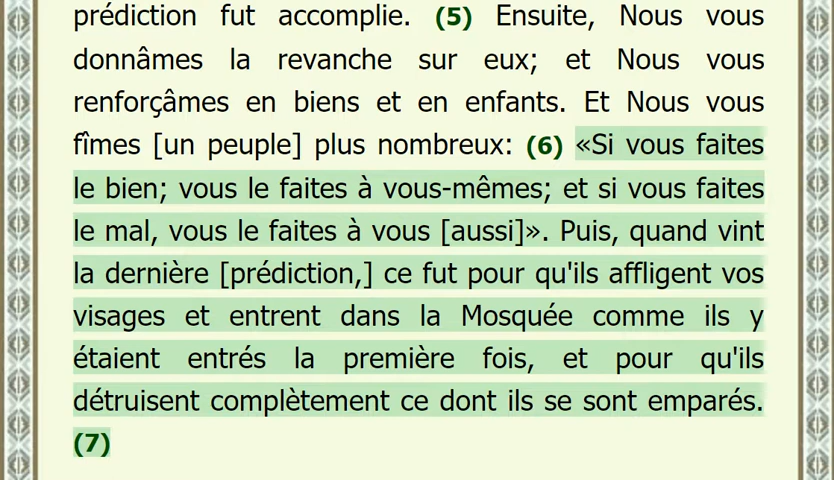 prédiction fut accomplie. (5) Ensuite, Nous vous
donnâmes la revanche sur eux; et Nous vous
renforçâmes en biens et en enfants. Et Nous vous
fîmes [un peuple] plus nombreux: (6) «Si vous faites
le bien; vous le faites à vous-mêmes; et si vous faites
le mal, vous le faites à vous [aussi]». Puis, quand vint
la dernière [prédiction,] ce fut pour qu'ils affligent vos
visages et entrent dans la Mosquée comme ils y
étaient entrés la première fois, et pour qu'ils
détruisent complètement ce dont ils se sont emparés.
(7)